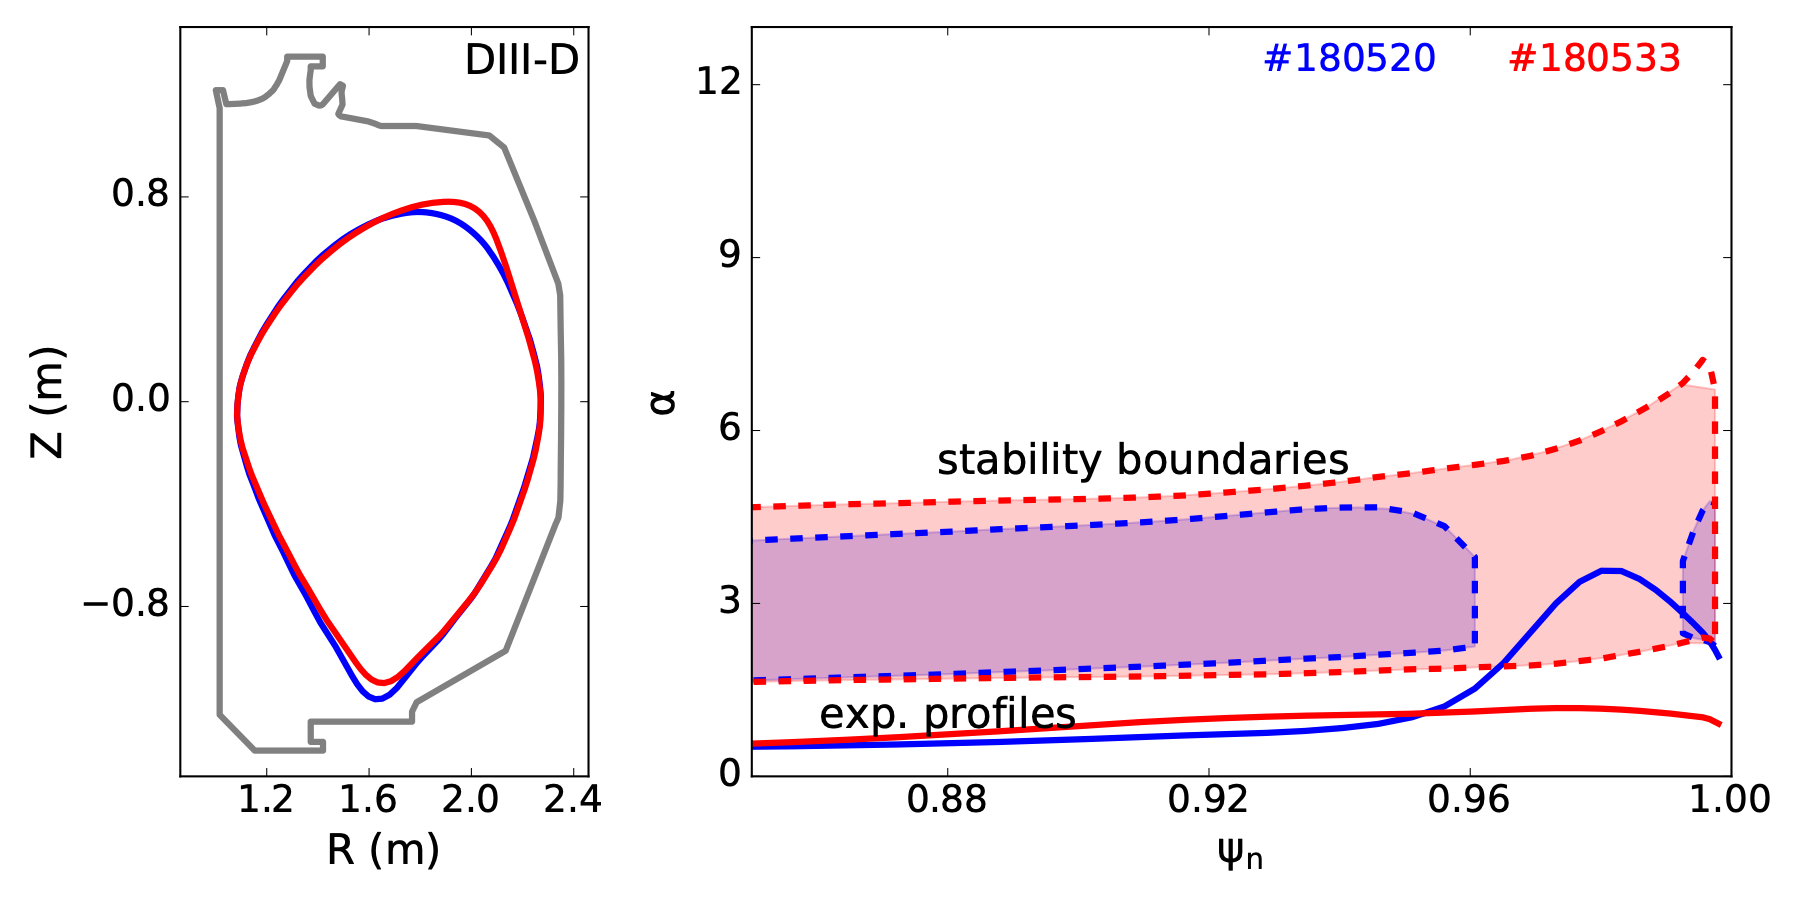 DIII-D
0.8
0.0
−0.8
Z (m)
1.2 1.6 2.0 2.4
R (m)
#180520 #180533
12
9
6
3
0
α
stability boundaries
exp. profiles
0.88 0.92 0.96 1.00
ψn